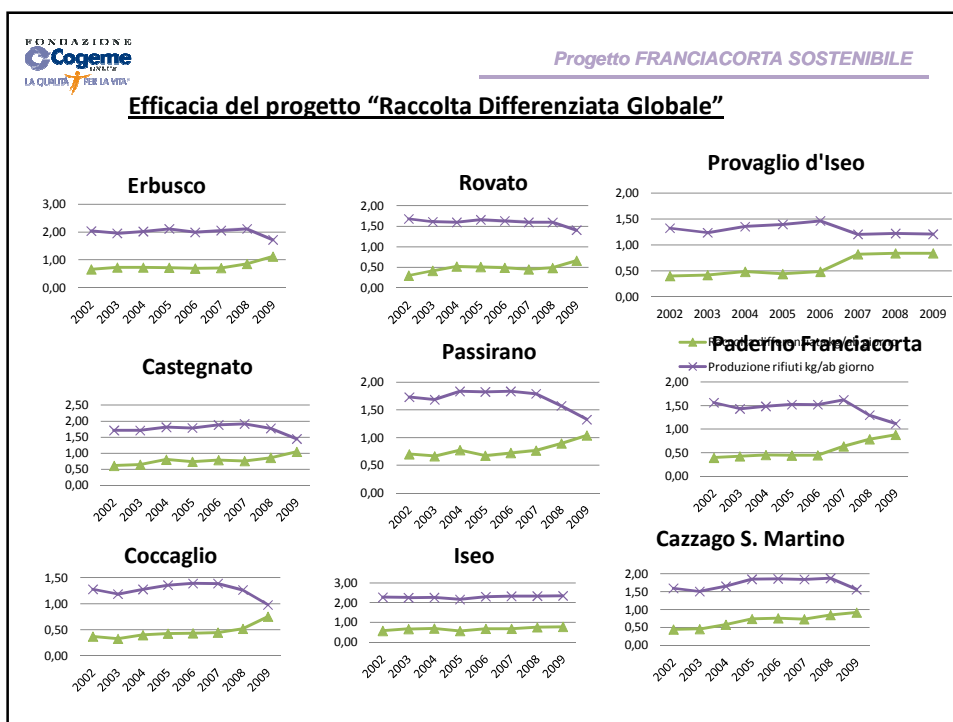 FONDAZIONE
Cogeme
ONLUS
LA QUALITÀ PER LA VITA
Progetto FRANCIACORTA SOSTENIBILE
Efficacia del progetto “Raccolta Differenziata Globale”
Erbusco
3,00
2,00
1,00
0,00
2002 2003 2004 2005 2006 2007 2008 2009
Rovato
2,00
1,50
1,00
0,50
0,00
2002 2003 2004 2005 2006 2007 2008 2009
Provaglio d'Iseo
2,00
1,50
1,00
0,50
0,00
2002 2003 2004 2005 2006 2007 2008 2009
Raccolta differenziata kg/ab giorno
Produzione rifiuti kg/ab giorno
Castegnato
2,50
2,00
1,50
1,00
0,50
0,00
2002 2003 2004 2005 2006 2007 2008 2009
Passirano
2,00
1,50
1,00
0,50
0,00
2002 2003 2004 2005 2006 2007 2008 2009
Paderno Franciacorta
2,00
1,50
1,00
0,50
0,00
2002 2003 2004 2005 2006 2007 2008 2009
Coccaglio
1,50
1,00
0,50
0,00
2002 2003 2004 2005 2006 2007 2008 2009
Iseo
3,00
2,00
1,00
0,00
2002 2003 2004 2005 2006 2007 2008 2009
Cazzago S. Martino
2,00
1,50
1,00
0,50
0,00
2002 2003 2004 2005 2006 2007 2008 2009